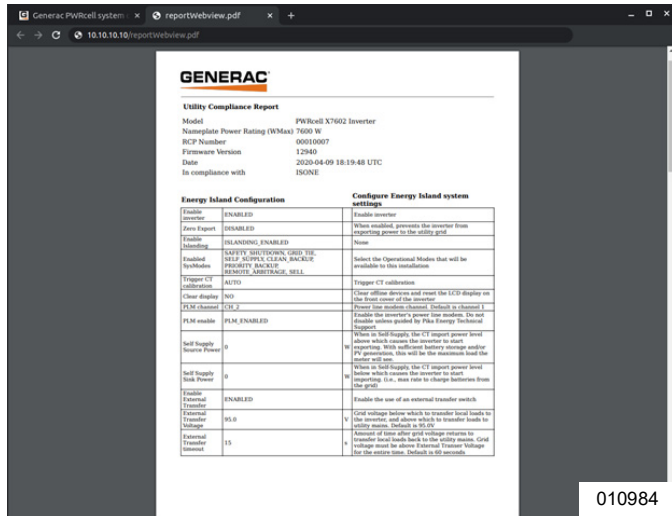 Generac PWRcell system
reportWebview.pdf
10.10.10.10/reportWebview.pdf
GENERAC
Utility Compliance Report
Model PWRcell X7602 Inverter
Nameplate Power Rating (WMax) 7600 W
RCP Number 00010007
Firmware Version 12940
Date 2020-04-09 18:19:48 UTC
In compliance with ISONE
Energy Island Configuration
Configure Energy Island system
settings
Enable
inverter
ENABLED
Enable inverter
Zero Export
DISABLED
When enabled, prevents the inverter from
exporting power to the utility grid
Enable
Islanding
ISLANDING_ENABLED
None
Enabled
SysModes
SAFETY_SHUTDOWN, GRID_TIE,
SELF_SUPPLY, CLEAN_BACKUP,
PRIORITY_BACKUP,
REMOTE_ARBITRAGE, SELL
Select the Operational Modes that will be
available to this installation
Trigger CT
calibration
AUTO
Trigger CT calibration
Clear display
NO
Clear offline devices and reset the LCD display on
the front cover of the inverter
PLM channel
CH_2
Power line modem channel. Default is channel 1
PLM enable
PLM_ENABLED
Enable the inverter's power line modem. Do not
disable unless guided by Pika Energy Technical
Support
Self Supply
Source Power
0
W
When in Self-Supply, the CT import power level
above which causes the inverter to start
exporting. With sufficient battery storage and/or
PV generation, this will be the maximum load the
meter will see.
Self Supply
Sink Power
0
W
When in Self-Supply, the CT import power level
below which causes the inverter to start
importing. (i.e., max rate to charge batteries from
the grid)
Enable
External
Transfer
ENABLED
Enable the use of an external transfer switch
External
Transfer
Voltage
95.0
V
Grid voltage below which to transfer local loads to
the inverter, and above which to transfer loads to
utility mains. Default is 95.0V
External
Transfer
timeout
15
s
Amount of time after grid voltage returns to
transfer local loads back to the utility mains. Grid
voltage must be above External Transer Voltage
for the entire time. Default is 60 seconds
010984